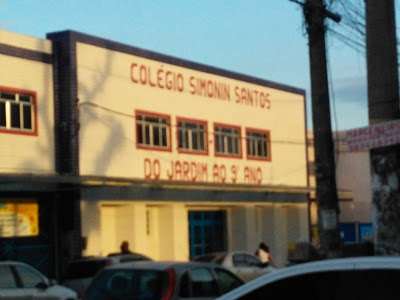 COLÉGIO SIMONIN SANTOS
DO JARDIM AO 9º ANO